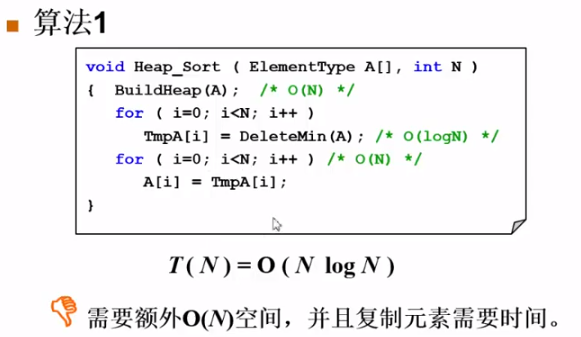 算法1
void Heap_Sort ( ElementType A[], int N )
{ BuildHeap(A); /* O(N) */
for ( i=0; i<N; i++ )
TmpA[i] = DeleteMin(A); /* O(logN) */
for ( i=0; i<N; i++ ) /* O(N) */
A[i] = TmpA[i];
}
T ( N ) = O ( N log N )
需要额外O(N)空间，并且复制元素需要时间。